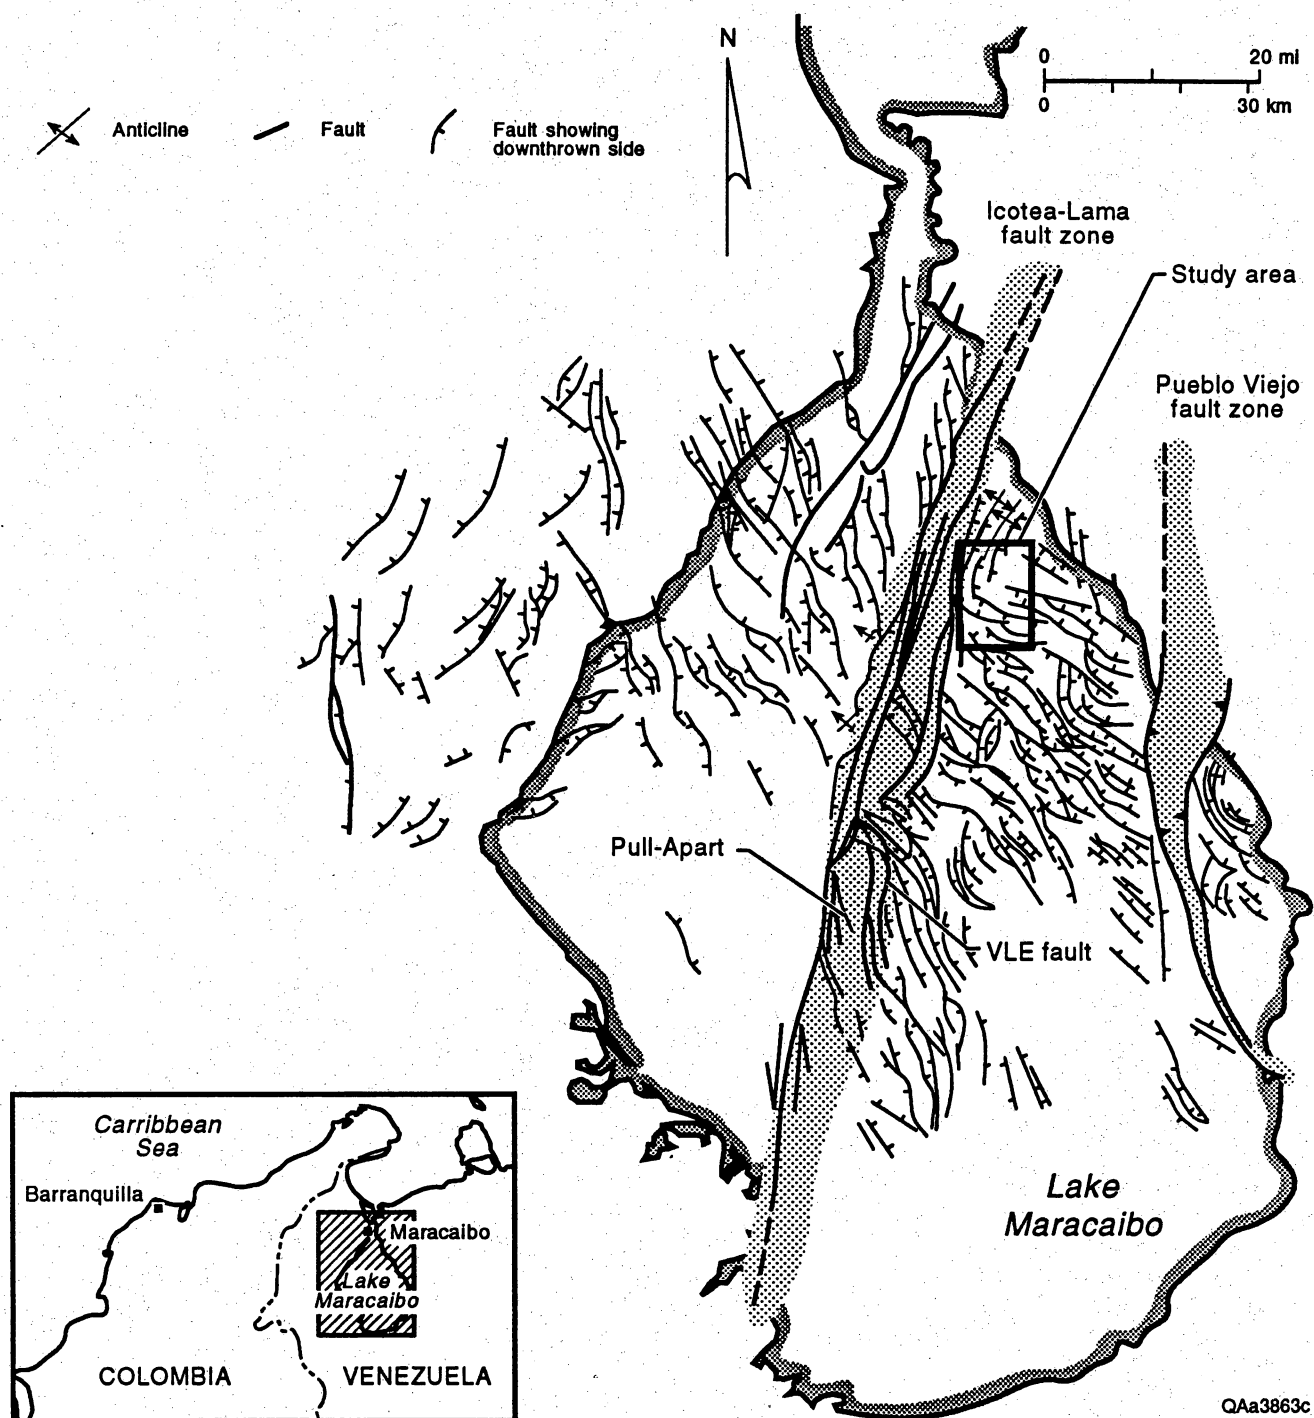 N
0 20 mi
0 30 km
Anticline
Fault
Fault showing
downthrown side
Icotea-Lama
fault zone
Study area
Pueblo Viejo
fault zone
Pull-Apart
VLE fault
Lake
Maracaibo
Carribbean
Sea
Barranquilla
Maracaibo
Lake
Maracaibo
COLOMBIA
VENEZUELA
QAa3863c